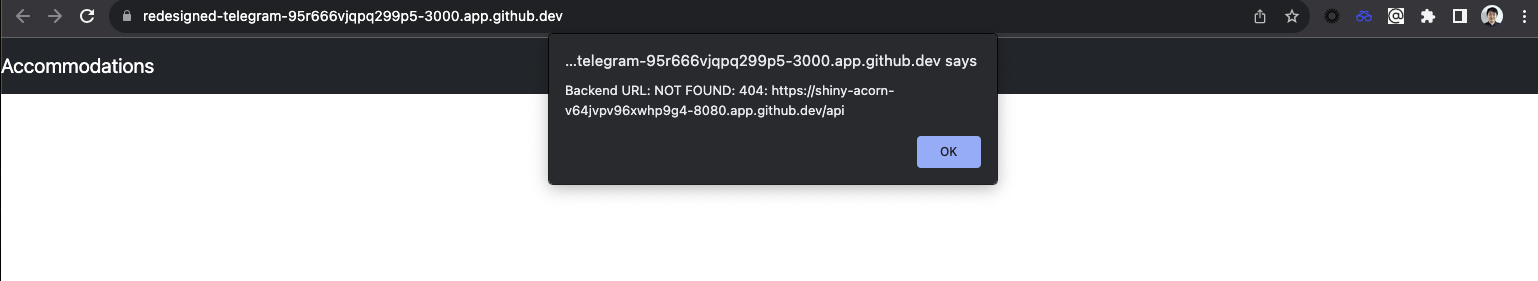 redesigned-telegram-95r666vjqpq299p5-3000.app.github.dev
Accommodations
...telegram-95r666vjqpq299p5-3000.app.github.dev says
Backend URL: NOT FOUND: 404: https://shiny-acorn-
v64jvpv96xwhp9g4-8080.app.github.dev/api
OK